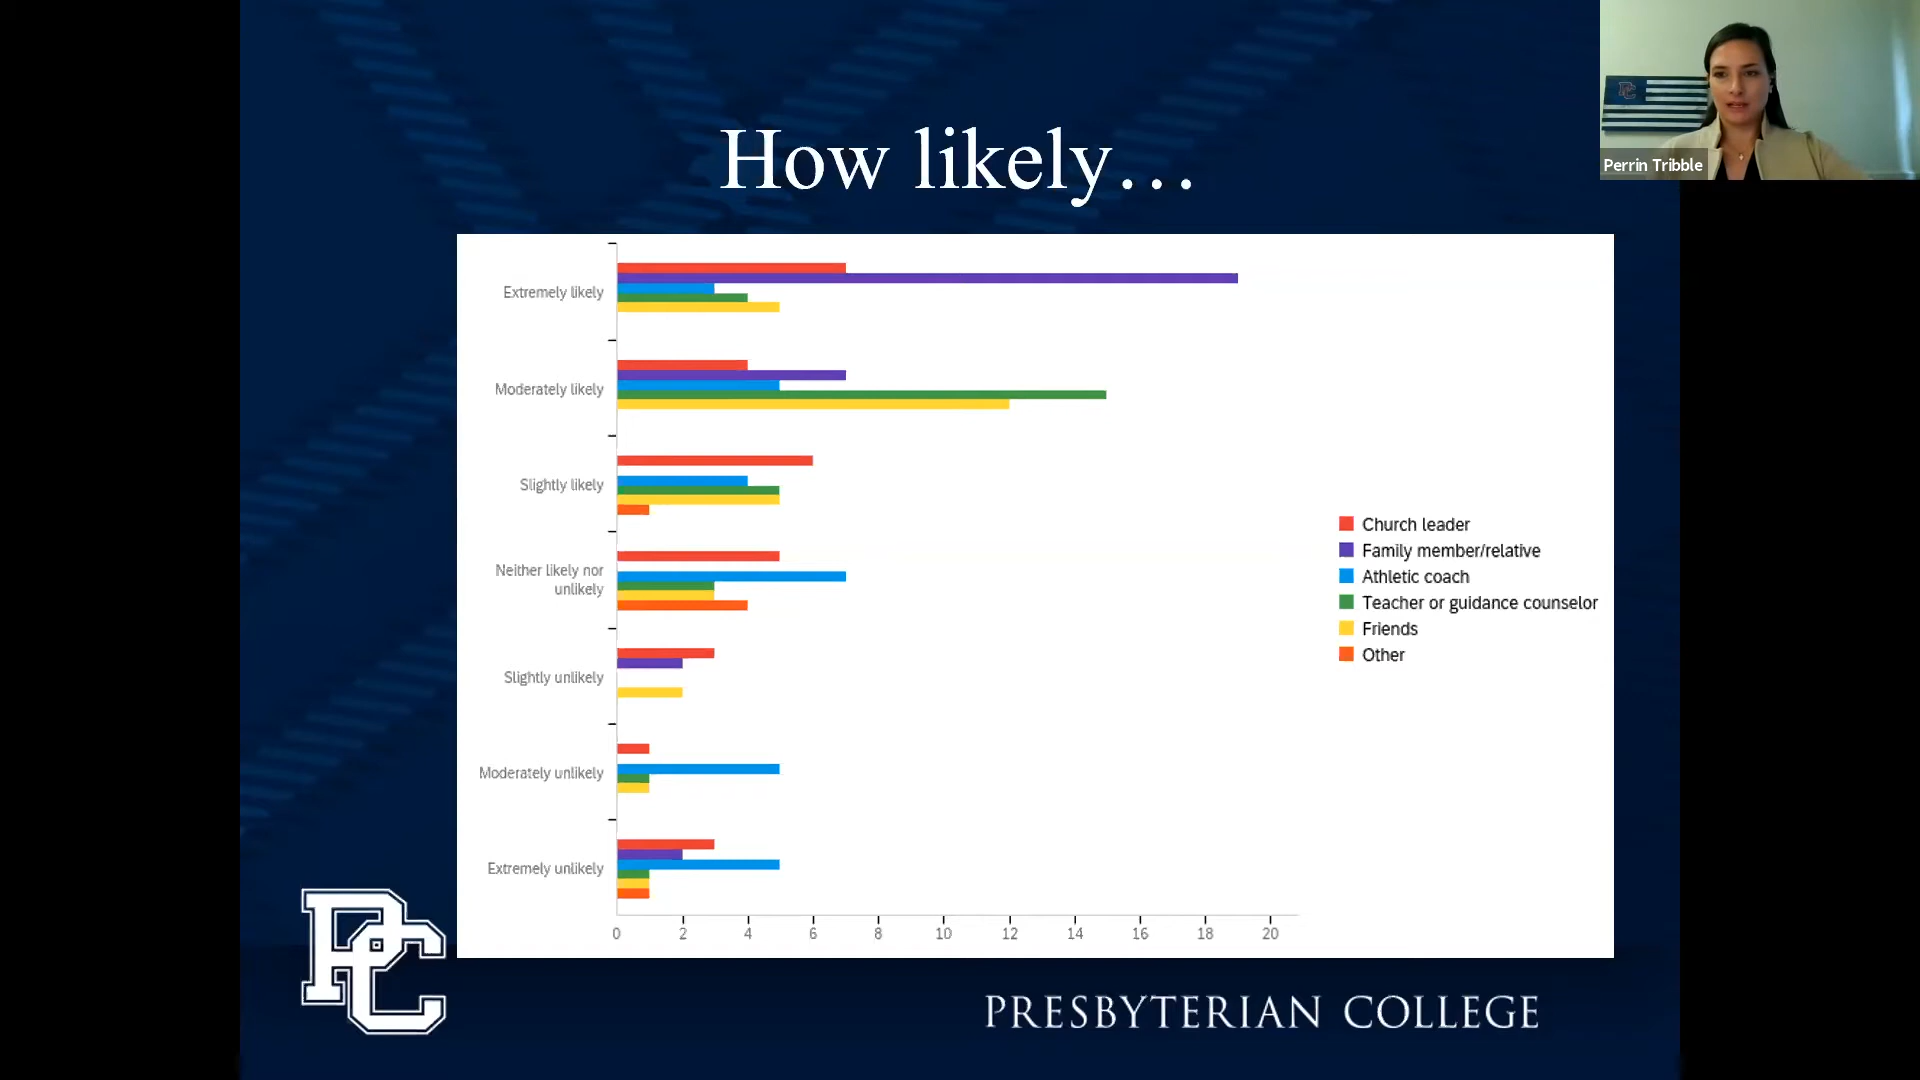 How likely…
Perrin Tribble
Extremely likely
Moderately likely
Slightly likely
Neither likely nor
unlikely
Slightly unlikely
Moderately unlikely
Extremely unlikely
0 2 4 6 8 10 12 14 16 18 20
Church leader
Family member/relative
Athletic coach
Teacher or guidance counselor
Friends
Other
PC
PRESBYTERIAN COLLEGE